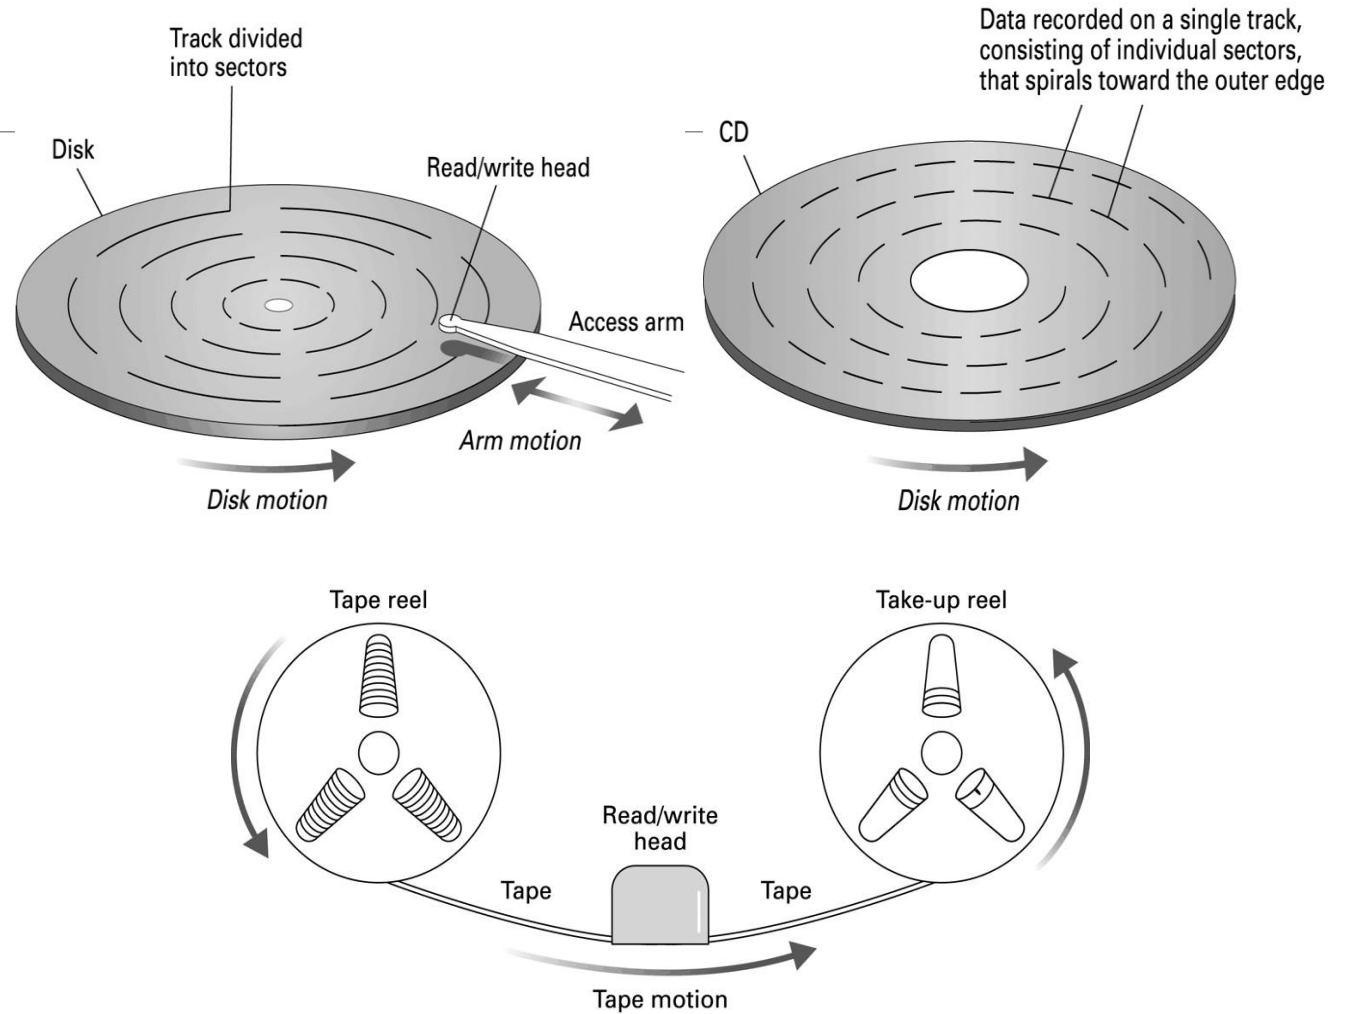 Track divided
into sectors
Disk
Read/write head
Access arm
Arm motion
Disk motion
Data recorded on a single track,
consisting of individual sectors,
that spirals toward the outer edge
CD
Disk motion
Tape reel
Take-up reel
Read/write
head
Tape
Tape
Tape motion